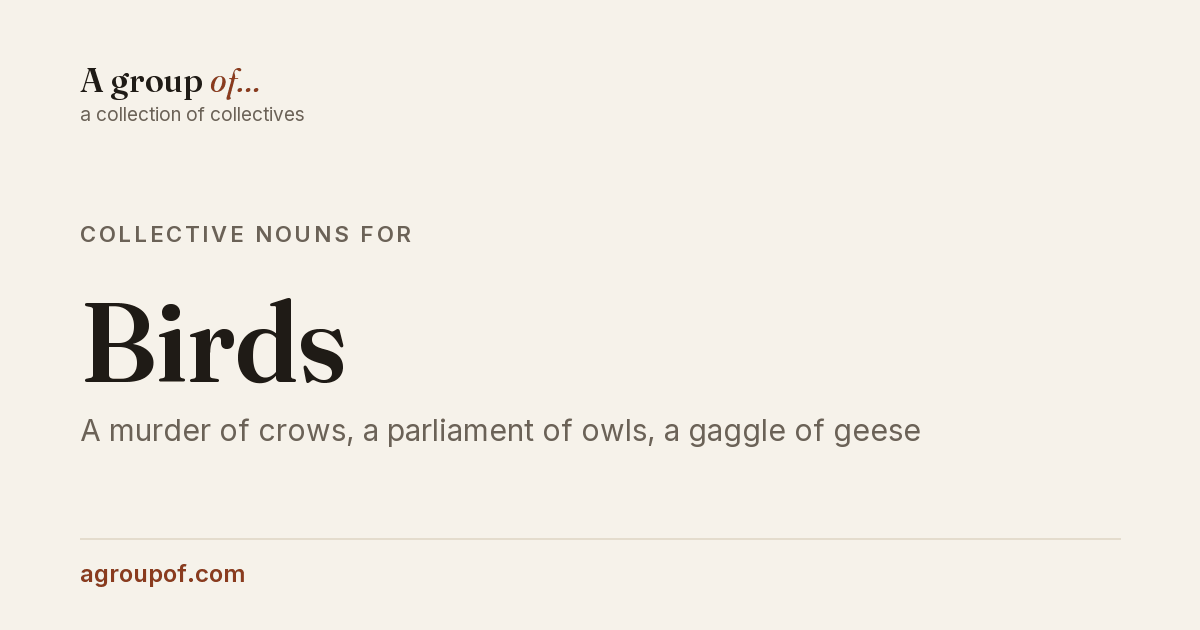 A group of...
a collection of collectives
COLLECTIVE NOUNS FOR
Birds
A murder of crows, a parliament of owls, a gaggle of geese
agroupof.com